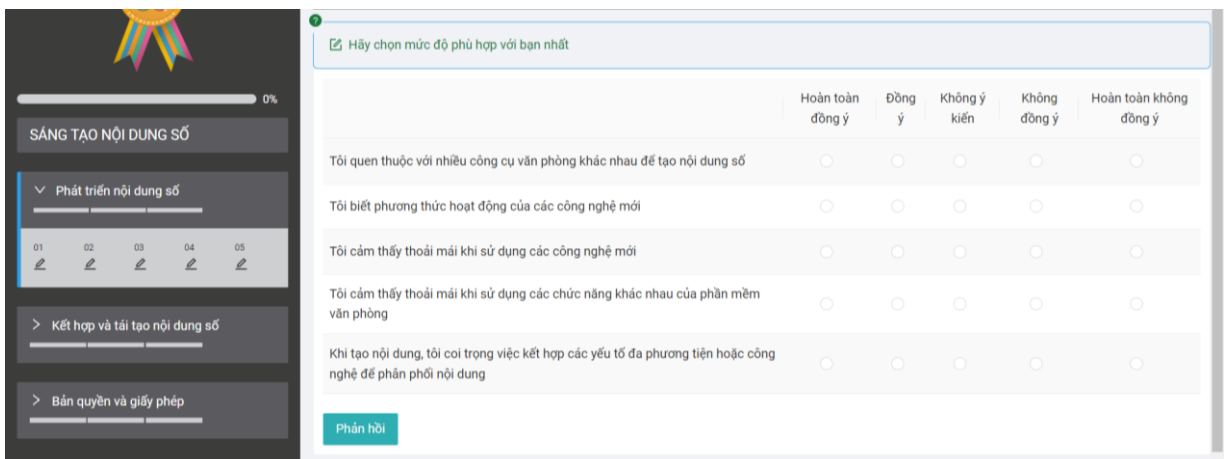 0%
SÁNG TẠO NỘI DUNG SỐ
Phát triển nội dung số
01 02 03 04 05
Kết hợp và tái tạo nội dung số
Bản quyền và giấy phép
?
Hãy chọn mức độ phù hợp với bạn nhất
Hoàn toàn đồng ý Đồng ý Không ý kiến Không đồng ý Hoàn toàn không đồng ý
Tôi quen thuộc với nhiều công cụ văn phòng khác nhau để tạo nội dung số
Tôi biết phương thức hoạt động của các công nghệ mới
Tôi cảm thấy thoải mái khi sử dụng các công nghệ mới
Tôi cảm thấy thoải mái khi sử dụng các chức năng khác nhau của phần mềm
văn phòng
Khi tạo nội dung, tôi coi trọng việc kết hợp các yếu tố đa phương tiện hoặc công
nghệ để phân phối nội dung
Phản hồi